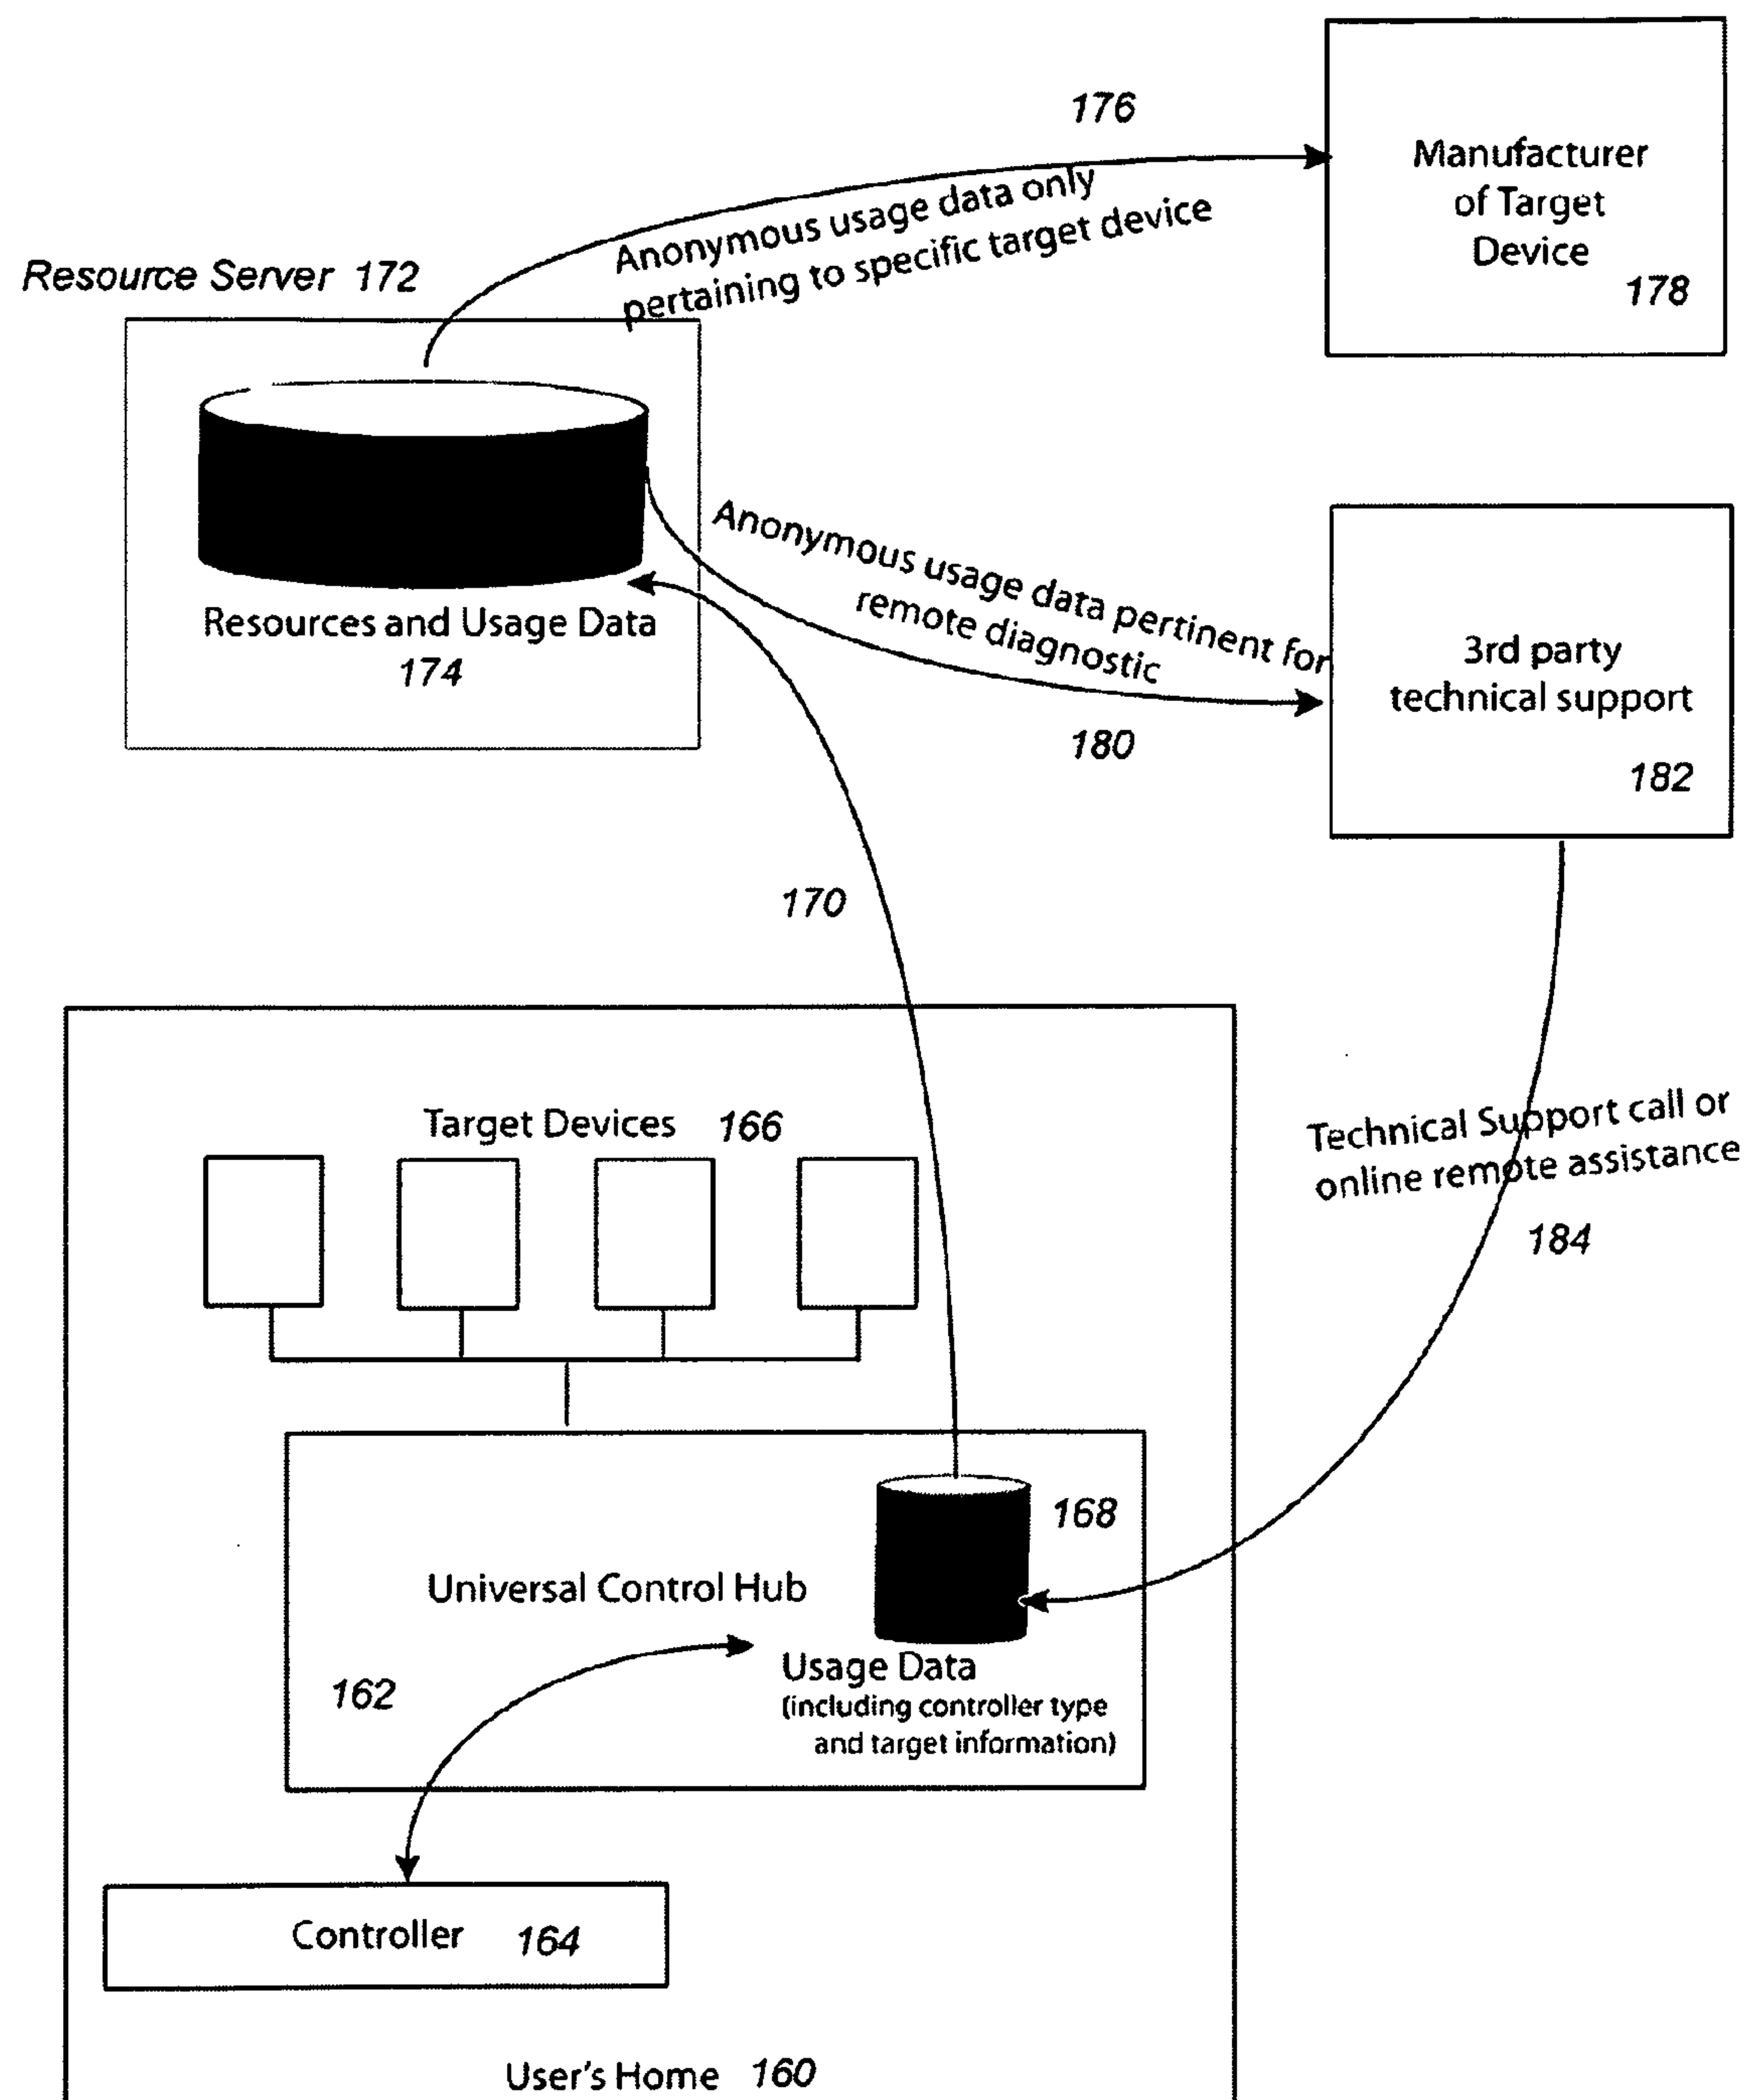 176
Manufacturer
of Target
Device
178
Anonymous usage data only
pertaining to specific target device
Resource Server 172
Resources and Usage Data
174
Anonymous usage data pertinent for
remote diagnostic
180
3rd party
technical support
182
170
Technical Support call or
online remote assistance
184
Target Devices 166
168
Universal Control Hub
162
Usage Data
(including controller type
and target information)
Controller 164
User's Home 160